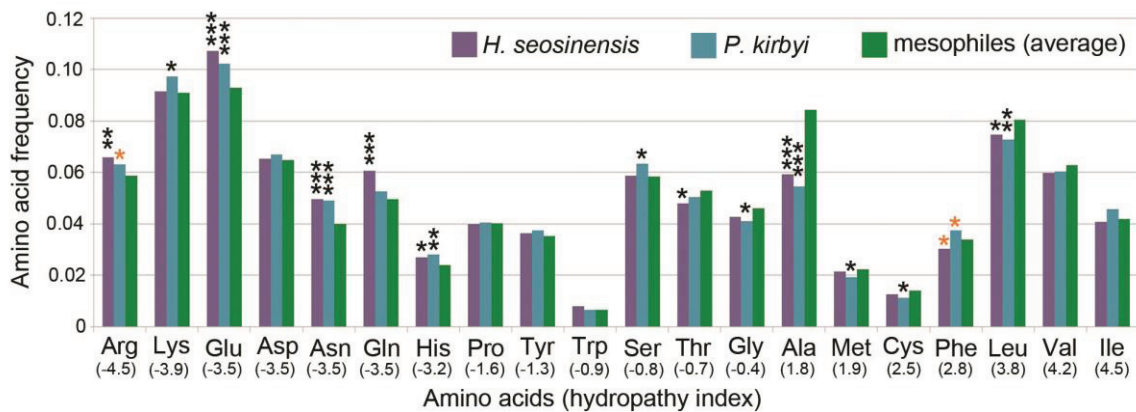 0.12
H. seosinensis P. kirbyi mesophiles (average)
0.10
0.08
0.06
0.04
0.02
0
Amino acid frequency
** * * *** *** *** *** *** * ** * * * *** *** * * * * * **
Arg Lys Glu Asp Asn Gln His Pro Tyr Trp Ser Thr Gly Ala Met Cys Phe Leu Val Ile
(-4.5) (-3.9) (-3.5) (-3.5) (-3.5) (-3.5) (-3.2) (-1.6) (-1.3) (-0.9) (-0.8) (-0.7) (-0.4) (1.8) (1.9) (2.5) (2.8) (3.8) (4.2) (4.5)
Amino acids (hydropathy index)